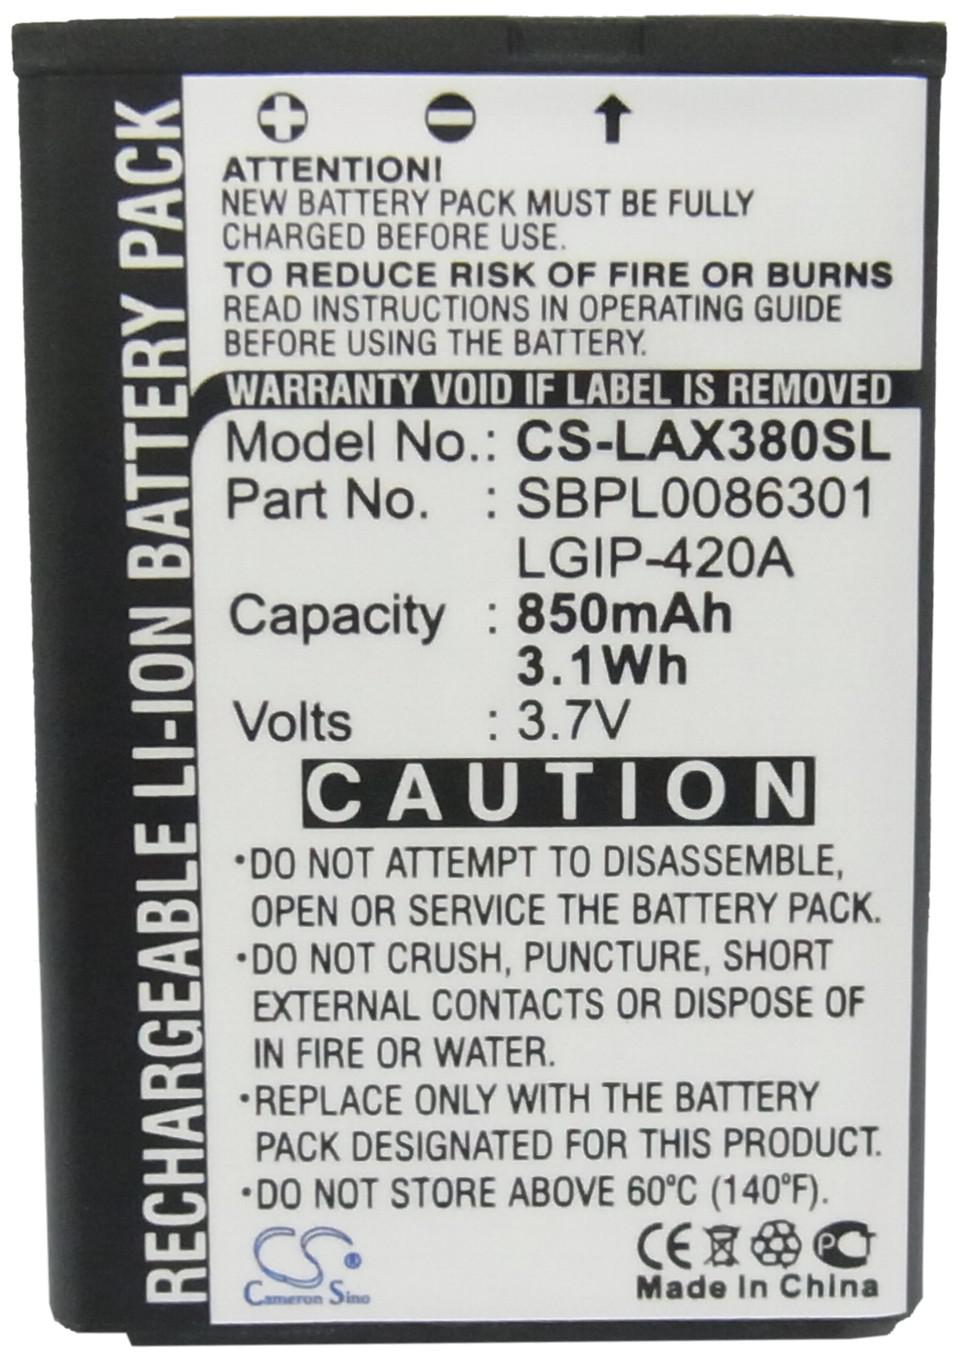 RECHARGEABLE LI-ION BATTERY PACK
ATTENTION!
NEW BATTERY PACK MUST BE FULLY
CHARGED BEFORE USE.
TO REDUCE RISK OF FIRE OR BURNS
READ INSTRUCTIONS IN OPERATING GUIDE
BEFORE USING THE BATTERY.
WARRANTY VOID IF LABEL IS REMOVED
Model No.: CS-LAX380SL
Part No. : SBPL0086301
LGIP-420A
Capacity : 850mAh
3.1Wh
Volts : 3.7V
CAUTION
•DO NOT ATTEMPT TO DISASSEMBLE,
OPEN OR SERVICE THE BATTERY PACK.
•DO NOT CRUSH, PUNCTURE, SHORT
EXTERNAL CONTACTS OR DISPOSE OF
IN FIRE OR WATER.
•REPLACE ONLY WITH THE BATTERY
PACK DESIGNATED FOR THIS PRODUCT.
•DO NOT STORE ABOVE 60°C (140°F).
CS®
Cameron Sino
CE PCT
Made In China